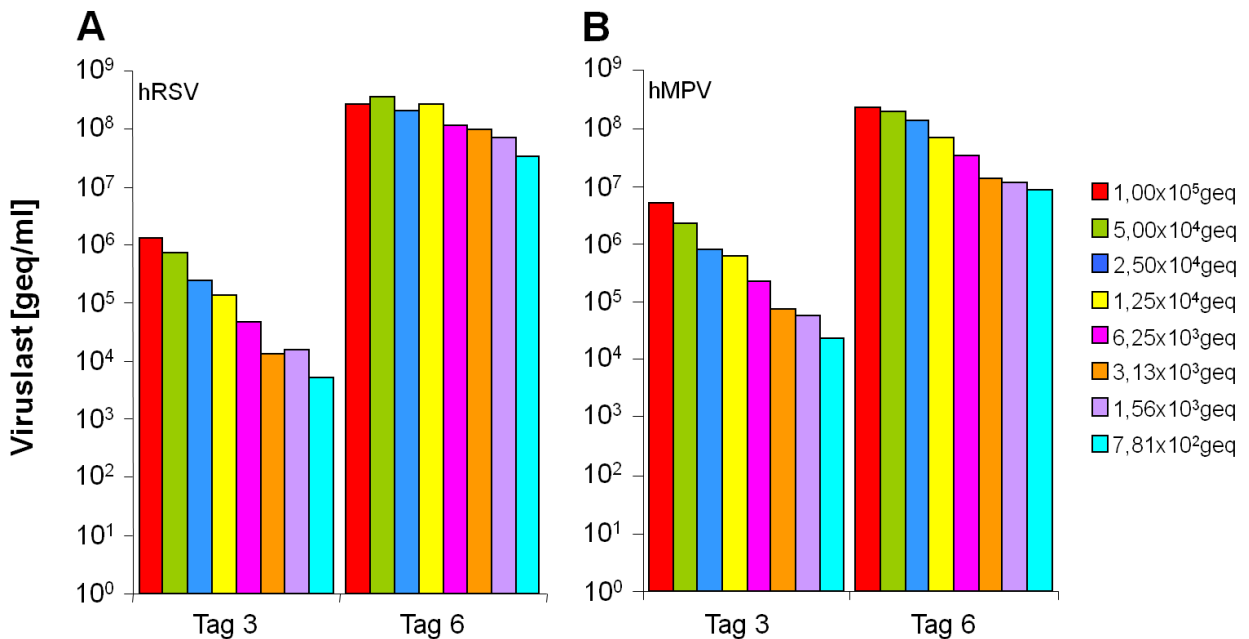 A
B
Viruslast [geq/ml]
hRSV
10⁹
10⁸
10⁷
10⁶
10⁵
10⁴
10³
10²
10¹
10⁰
Tag 3
Tag 6
hMPV
10⁹
10⁸
10⁷
10⁶
10⁵
10⁴
10³
10²
10¹
10⁰
Tag 3
Tag 6
1,00x10⁵geq
5,00x10⁴geq
2,50x10⁴geq
1,25x10⁴geq
6,25x10³geq
3,13x10³geq
1,56x10³geq
7,81x10²geq